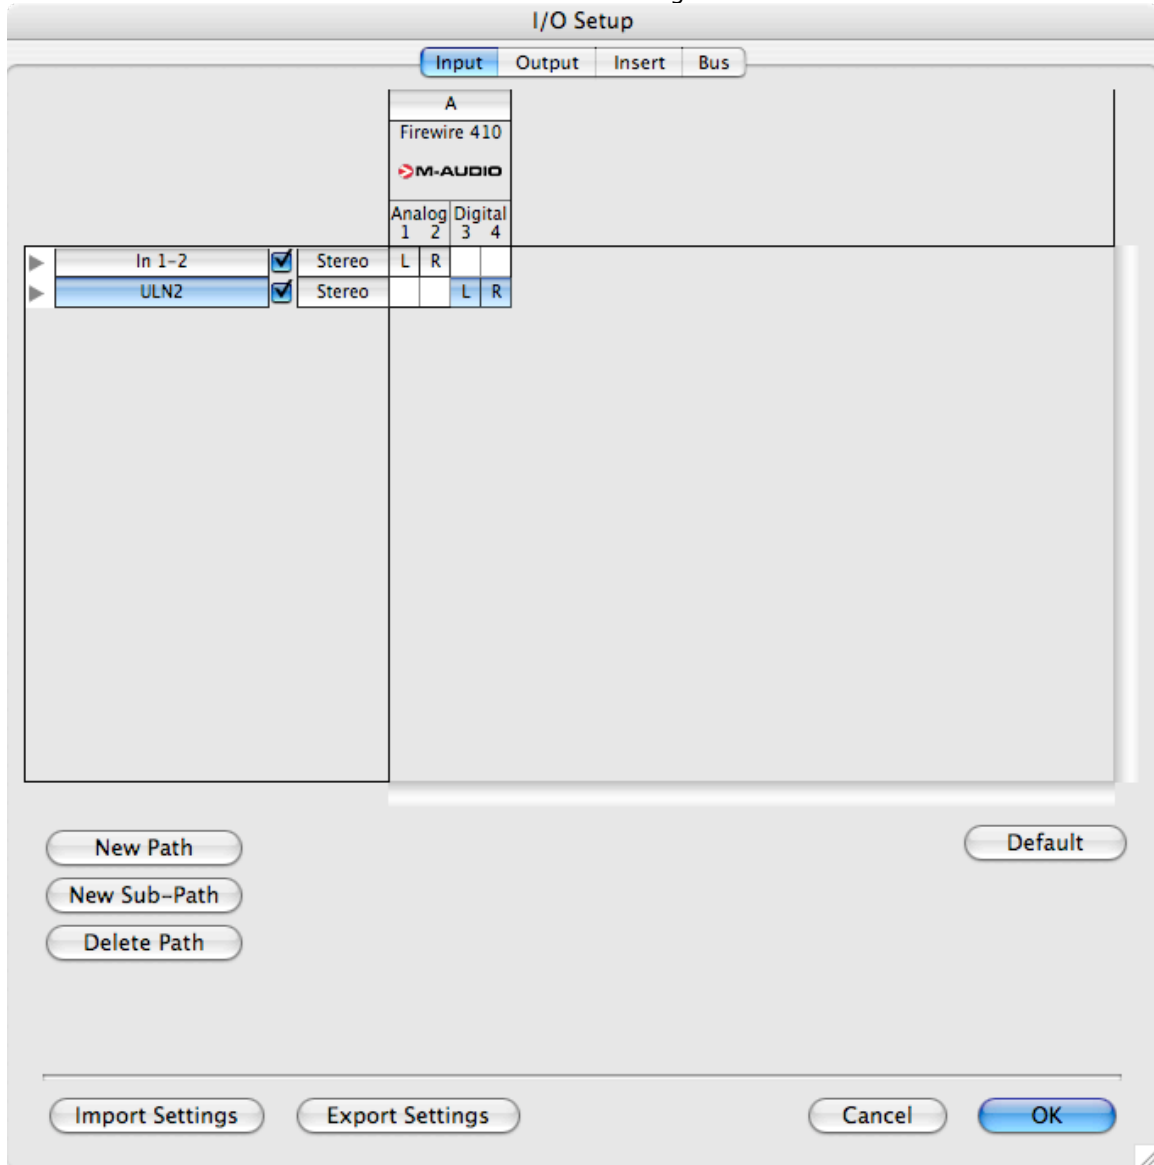 I/O Setup
Input Output Insert Bus
A
Firewire 410
M-AUDIO
Analog Digital
1 2 3 4
In 1-2 Stereo L R
ULN2 Stereo L R
New Path Default
New Sub-Path
Delete Path
Import Settings Export Settings Cancel OK